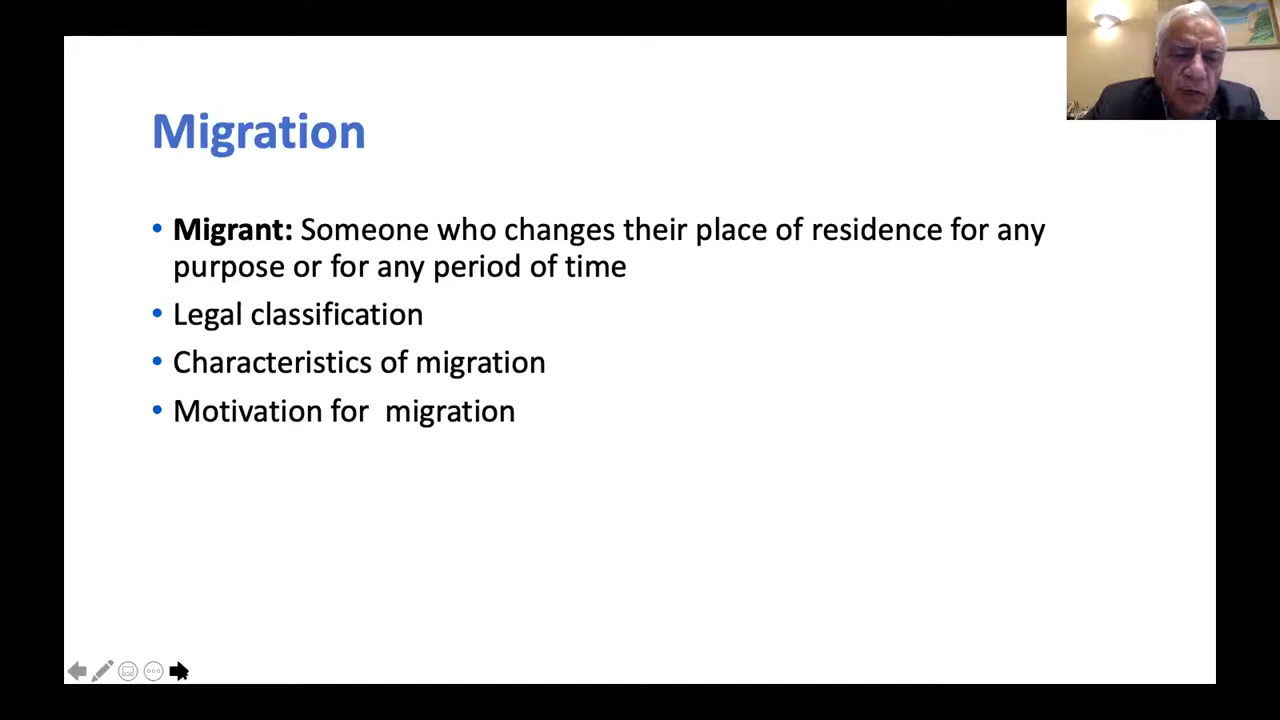 Migration
• Migrant: Someone who changes their place of residence for any
purpose or for any period of time
• Legal classification
• Characteristics of migration
• Motivation for  migration